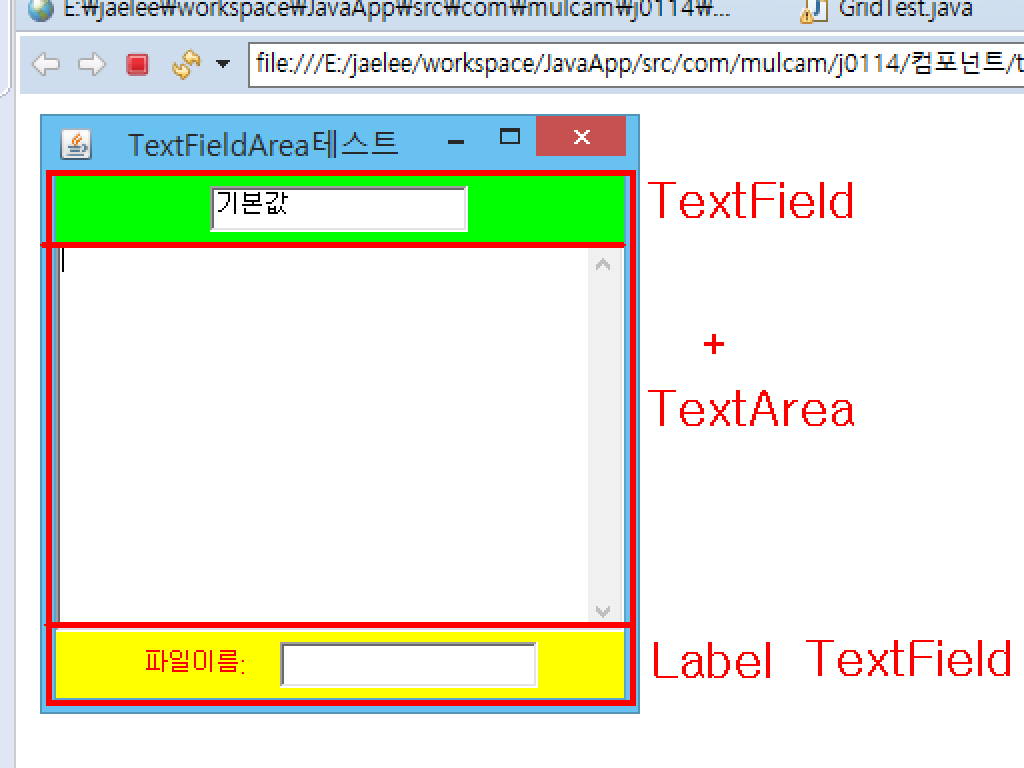 E:₩jaelee₩workspace₩JavaApp₩src₩com₩mulcam₩j0114₩... GridTest.java
file:///E:/jaelee/workspace/JavaApp/src/com/mulcam/j0114/컴포넌트/t
TextFieldArea테스트
기본값 TextField
+
TextArea
파일이름: Label TextField